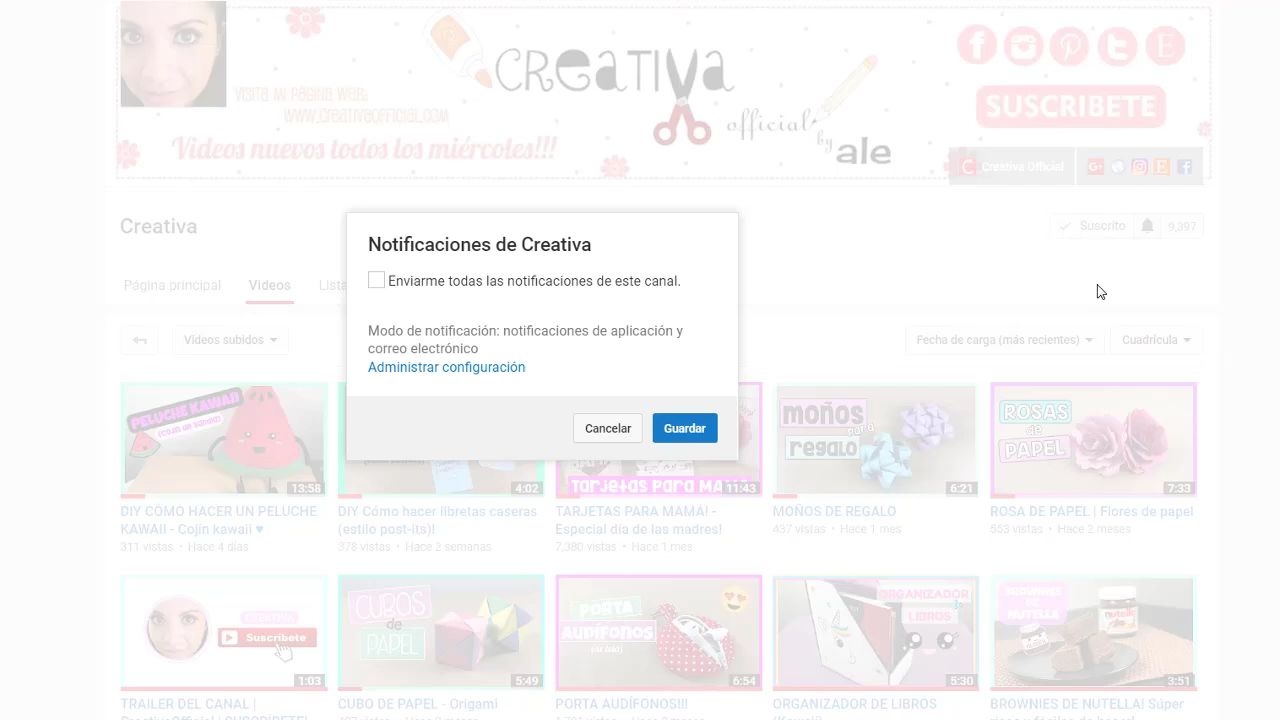 CREATIVA
VISITA MI PÁGINA WEB:
www.creativaofficial.com
official
by ale
Videos nuevos todos los miércoles!!!
SUSCRIBETE
Creativa Official
Creativa
Suscrito
9,397
Página principal
Videos
Lista
Notificaciones de Creativa
Enviarme todas las notificaciones de este canal.
Modo de notificación: notificaciones de aplicación y
correo electrónico
Administrar configuración
Cancelar
Guardar
Videos subidos
Fecha de carga (más recientes)
Cuadrícula
PELUCHE KAWAII
(cojín de sandía)
13:58
4:02
TARJETAS PARA MAMÁ
11:43
MOÑOS
para
regalo
6:21
ROSAS
de
PAPEL
7:33
DIY CÓMO HACER UN PELUCHE
KAWAII - Cojín kawaii ♥
311 vistas • Hace 4 días
DIY Cómo hacer libretas caseras
(estilo post-its)!
378 vistas • Hace 2 semanas
TARJETAS PARA MAMÁ! -
Especial día de las madres!
7,380 vistas • Hace 1 mes
MOÑOS DE REGALO
437 vistas • Hace 1 mes
ROSA DE PAPEL | Flores de papel
553 vistas • Hace 2 meses
Suscríbete
1:03
CUBOS
de
PAPEL
5:49
PORTA
AUDÍFONOS
6:54
ORGANIZADOR
de
LIBROS
5:30
BROWNIES
DE
NUTELLA
nutella
3:51
TRAILER DEL CANAL |
CUBO DE PAPEL - Origami
PORTA AUDÍFONOS!!!
ORGANIZADOR DE LIBROS
BROWNIES DE NUTELLA! Súper